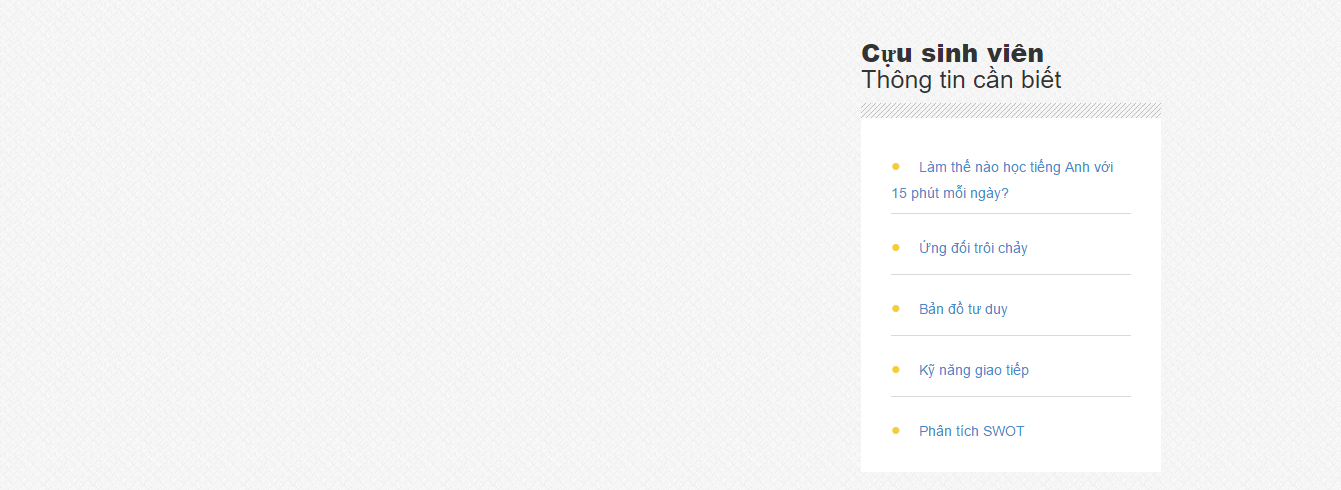 Cựu sinh viên
Thông tin cần biết
Làm thế nào học tiếng Anh với
15 phút mỗi ngày?
Ứng đối trôi chảy
Bản đồ tư duy
Kỹ năng giao tiếp
Phân tích SWOT